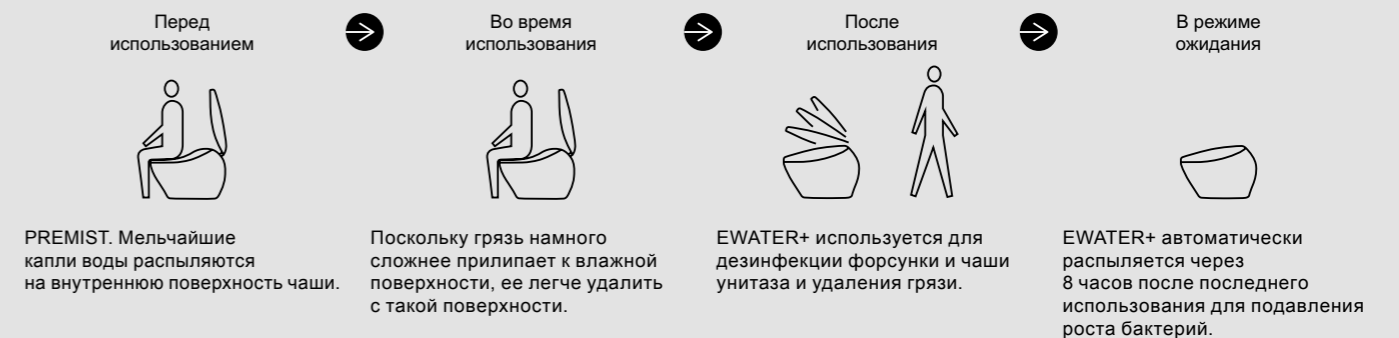 Перед
использованием
Во время
использования
После
использования
В режиме
ожидания
PREMIST. Мельчайшие
капли воды распыляются
на внутреннюю поверхность чаши.
Поскольку грязь намного
сложнее прилипает к влажной
поверхности, ее легче удалить
с такой поверхности.
EWATER+ используется для
дезинфекции форсунки и чаши
унитаза и удаления грязи.
EWATER+ автоматически
распыляется через
8 часов после последнего
использования для подавления
роста бактерий.